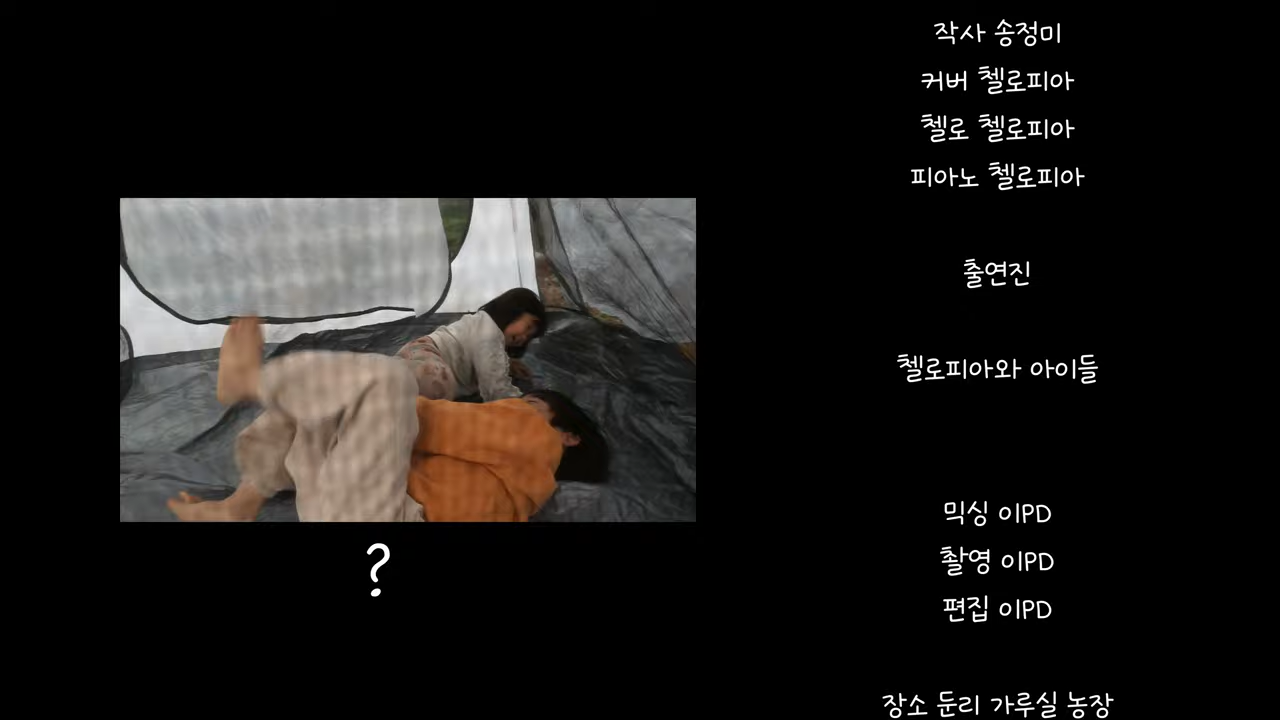 작사 송정미
커버 첼로피아
첼로 첼로피아
피아노 첼로피아
출연진
첼로피아와 아이들
?
믹싱 이PD
촬영 이PD
편집 이PD
장소 둔리 가루실 농장